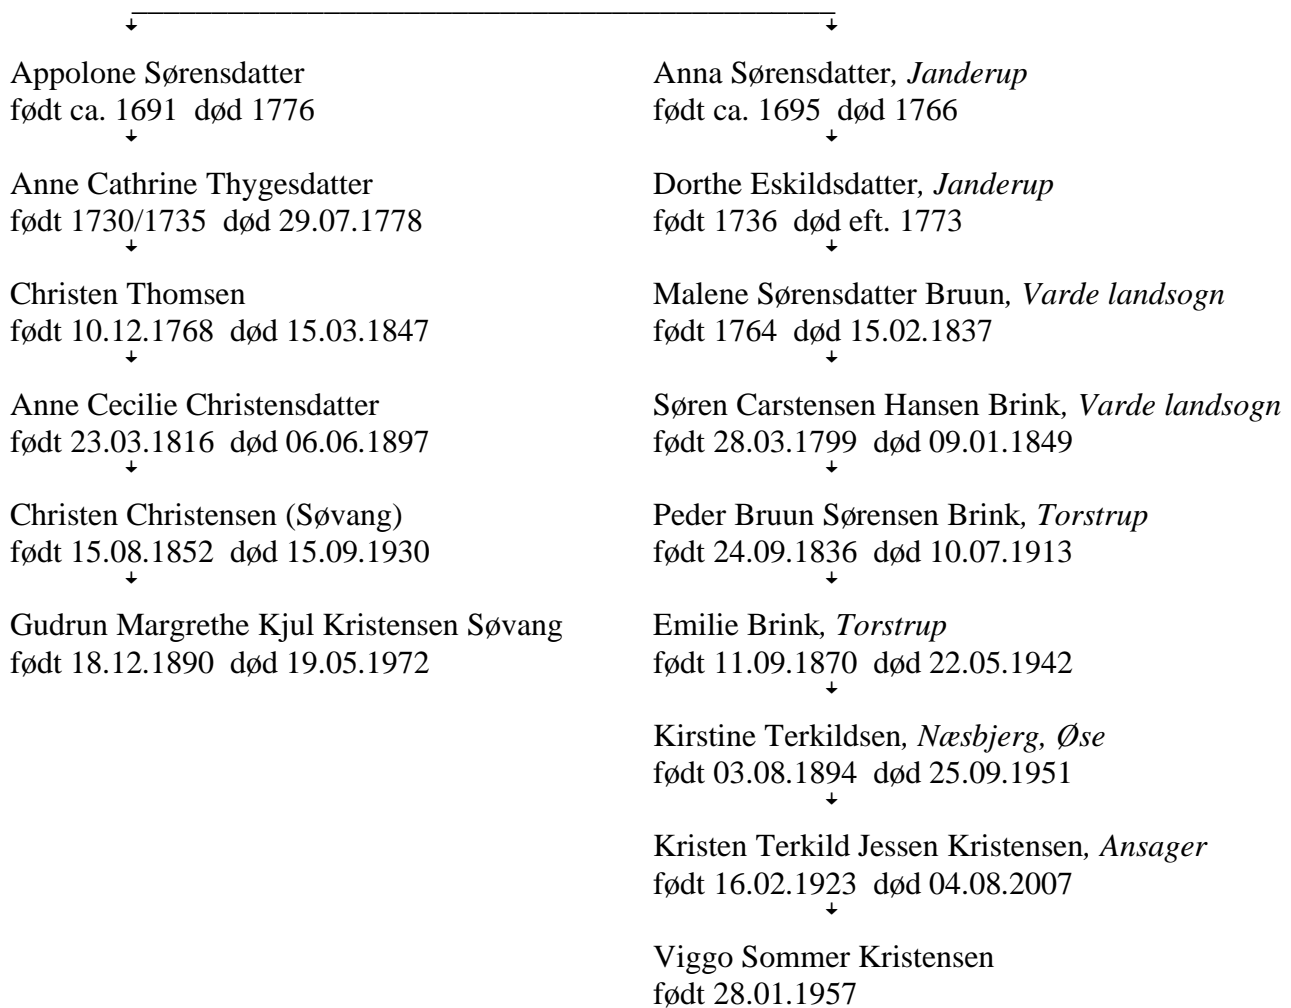 Appolone Sørensdatter
født ca. 1691  død 1776
Anne Cathrine Thygesdatter
født 1730/1735  død 29.07.1778
Christen Thomsen
født 10.12.1768  død 15.03.1847
Anne Cecilie Christensdatter
født 23.03.1816  død 06.06.1897
Christen Christensen (Søvang)
født 15.08.1852  død 15.09.1930
Gudrun Margrethe Kjul Kristensen Søvang
født 18.12.1890  død 19.05.1972
Anna Sørensdatter, Janderup
født ca. 1695  død 1766
Dorthe Eskildsdatter, Janderup
født 1736  død eft. 1773
Malene Sørensdatter Bruun, Varde landsogn
født 1764  død 15.02.1837
Søren Carstensen Hansen Brink, Varde landsogn
født 28.03.1799  død 09.01.1849
Peder Bruun Sørensen Brink, Torstrup
født 24.09.1836  død 10.07.1913
Emilie Brink, Torstrup
født 11.09.1870  død 22.05.1942
Kirstine Terkildsen, Næsbjerg, Øse
født 03.08.1894  død 25.09.1951
Kristen Terkild Jessen Kristensen, Ansager
født 16.02.1923  død 04.08.2007
Viggo Sommer Kristensen
født 28.01.1957